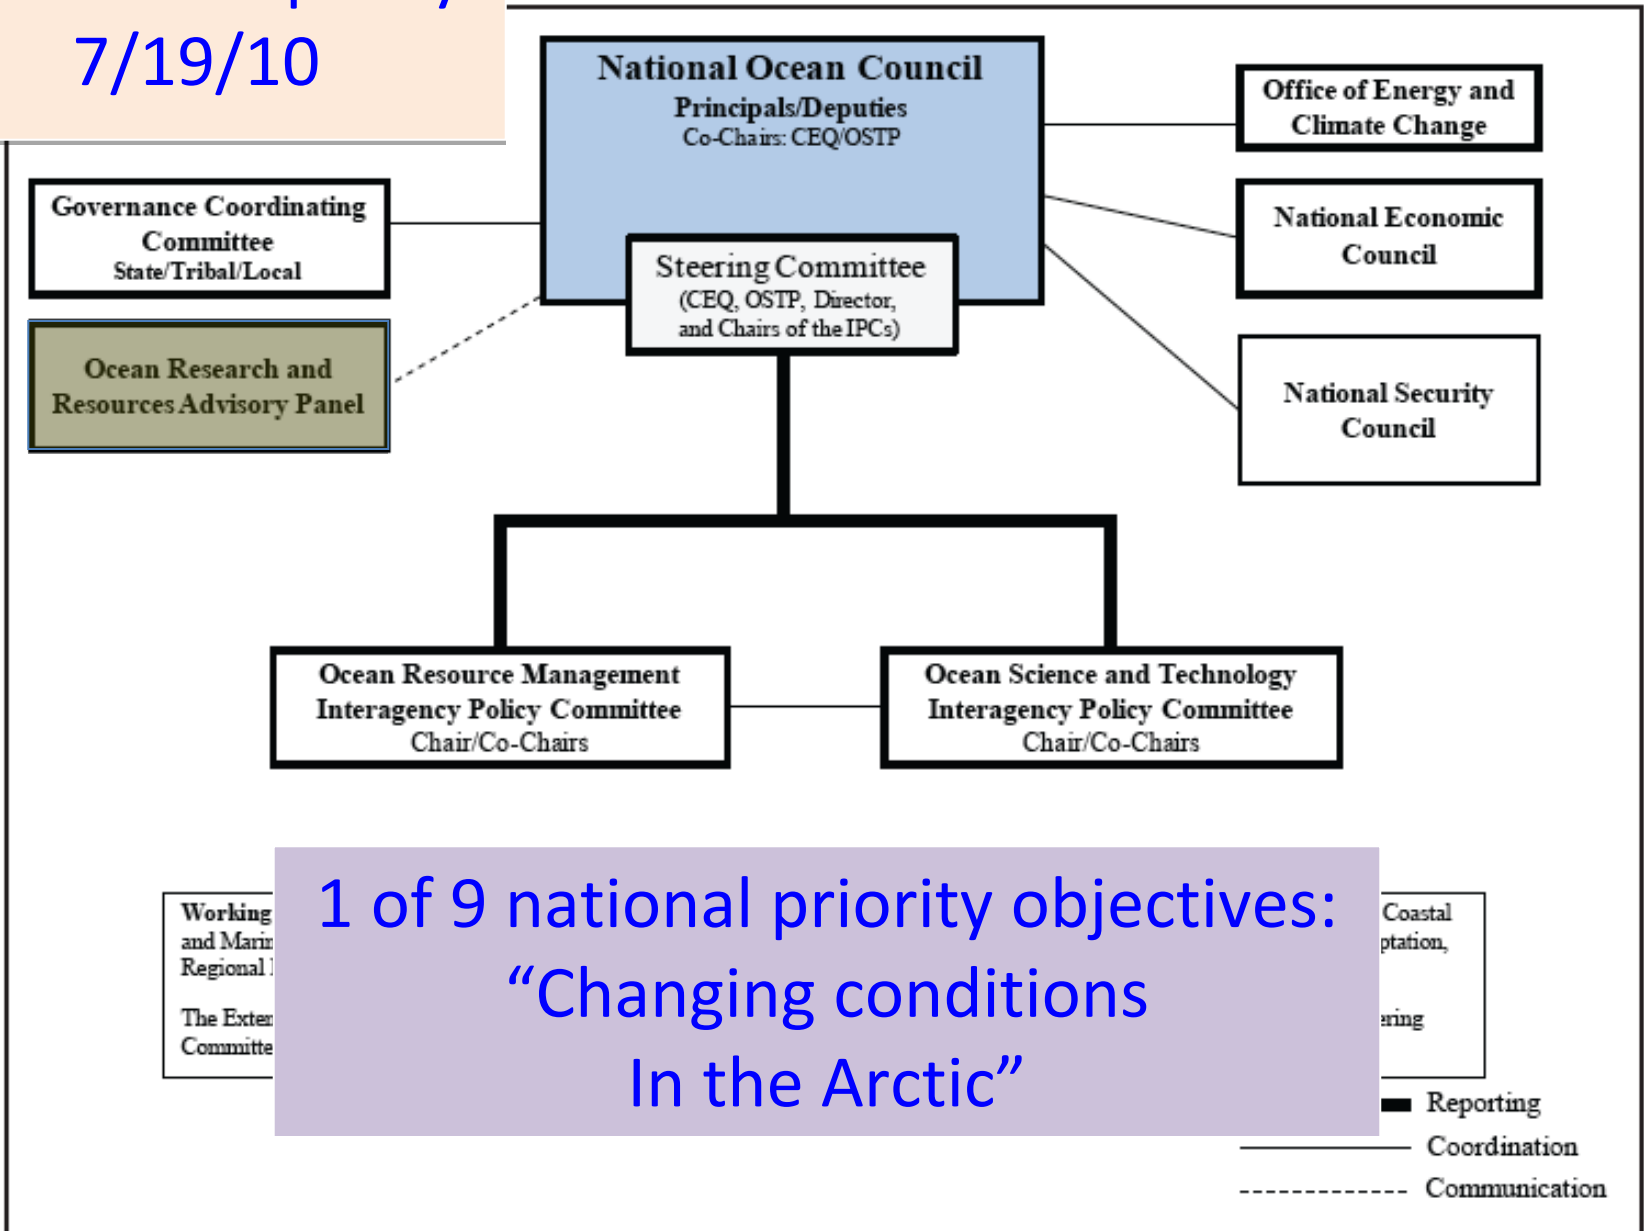 7/19/10
National Ocean Council
Principals/Deputies
Co-Chairs: CEQ/OSTP
Office of Energy and
Climate Change
Governance Coordinating
Committee
State/Tribal/Local
National Economic
Council
Steering Committee
(CEQ, OSTP, Director,
and Chairs of the IPCs)
Ocean Research and
Resources Advisory Panel
National Security
Council
Ocean Resource Management
Interagency Policy Committee
Chair/Co-Chairs
Ocean Science and Technology
Interagency Policy Committee
Chair/Co-Chairs
Working
and
Regional
The
1 of 9 national priority objectives:
“Changing conditions
In the Arctic”
Coastal
Reporting
Coordination
Communication